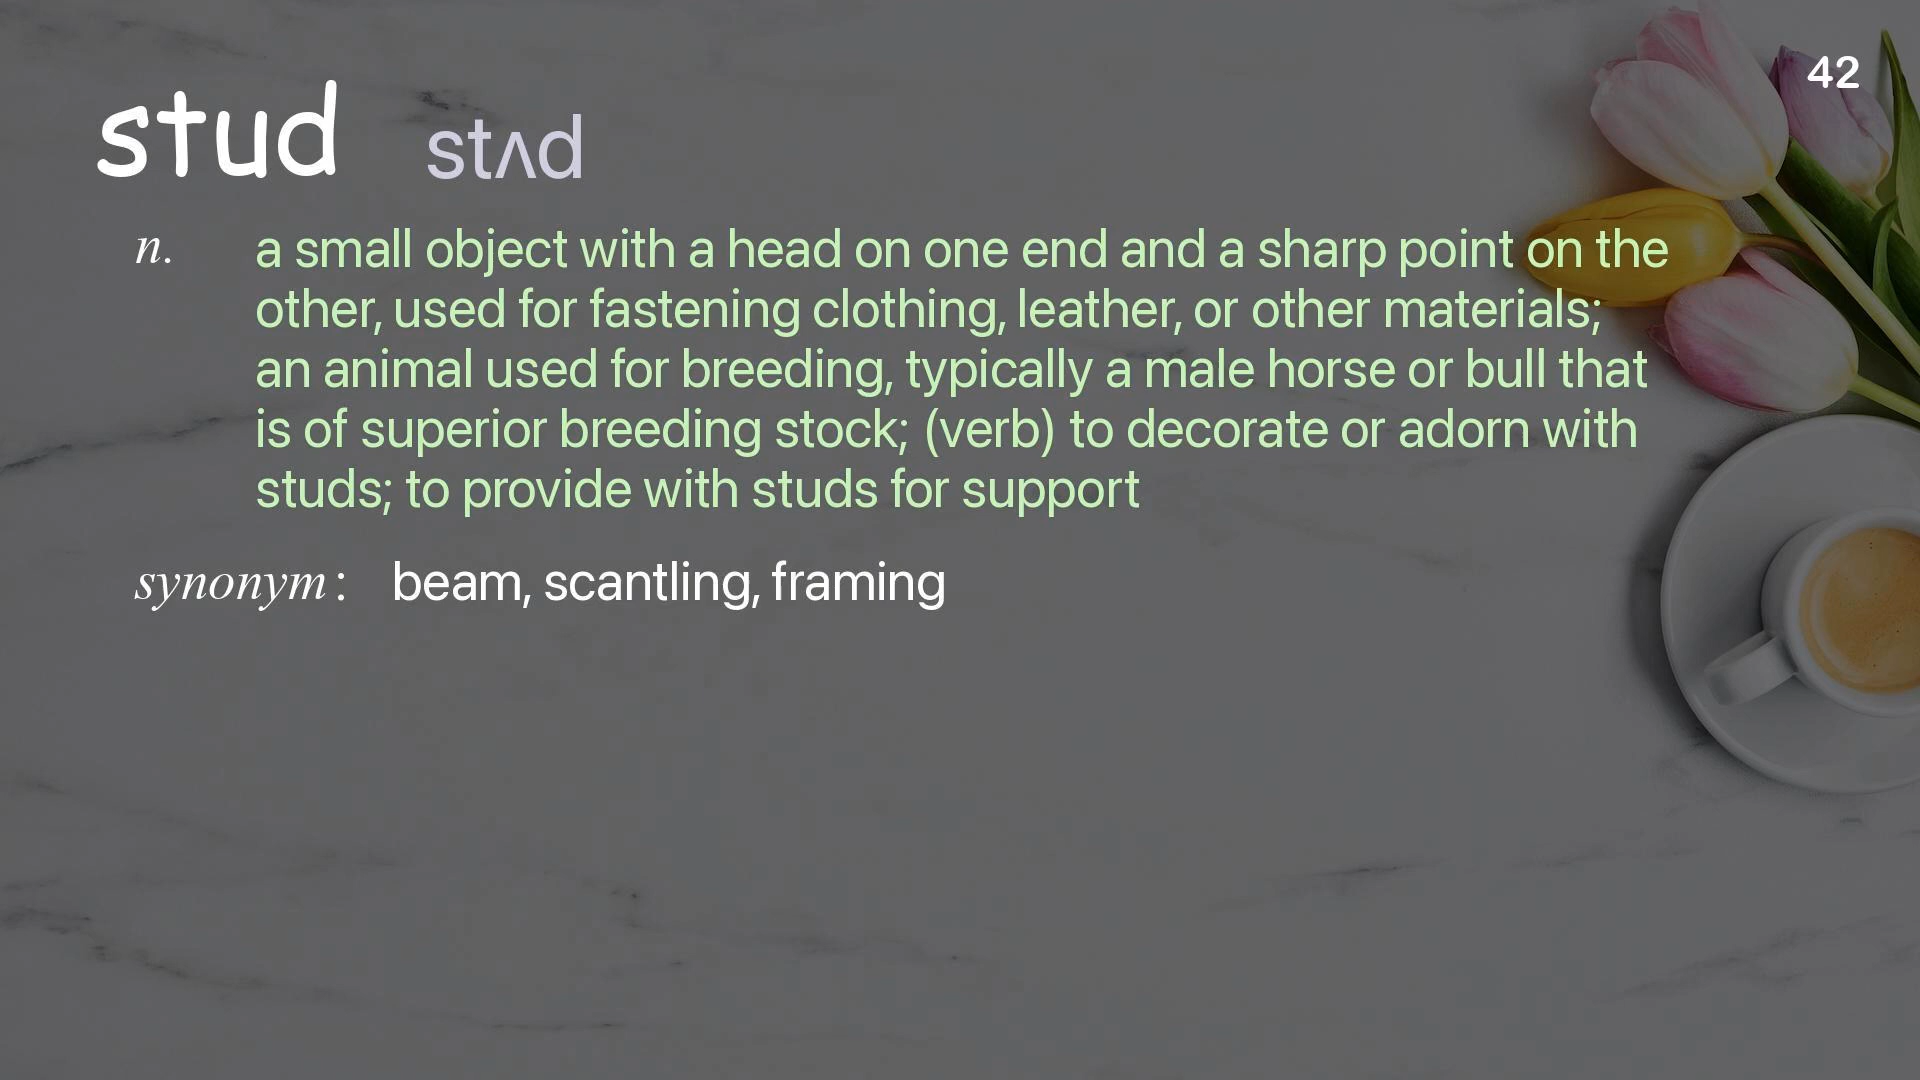 42
stud stʌd
n. a small object with a head on one end and a sharp point on the
other, used for fastening clothing, leather, or other materials;
an animal used for breeding, typically a male horse or bull that
is of superior breeding stock; (verb) to decorate or adorn with
studs; to provide with studs for support
synonym: beam, scantling, framing